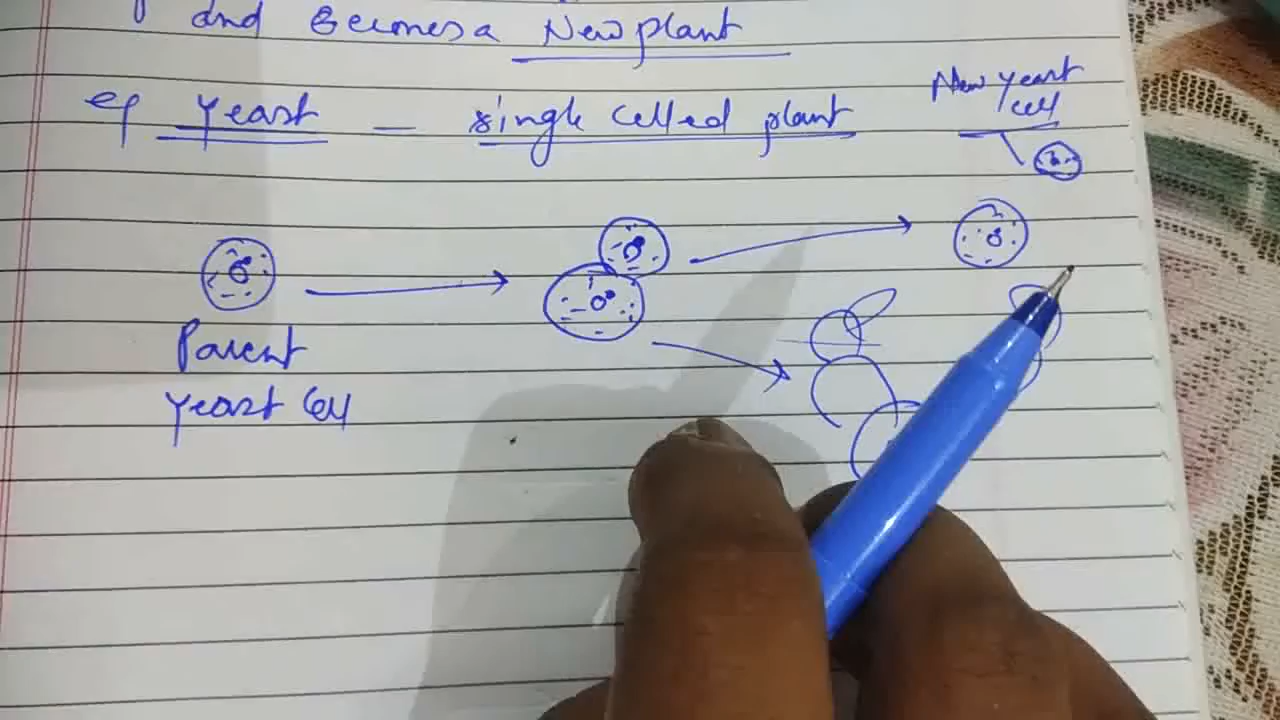 and Becomes a New plant
eg Yeast — single celled plant
New yeast
cell
Parent
yeast Cell